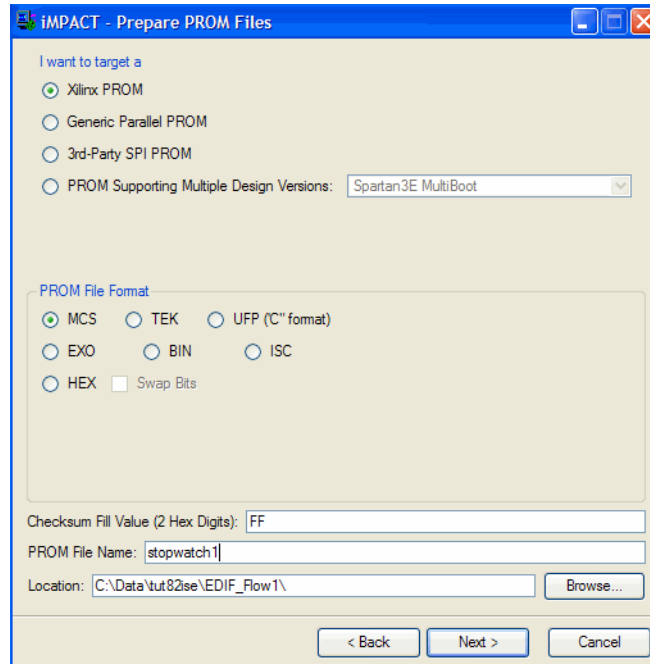 iMPACT - Prepare PROM Files
I want to target a
Xilinx PROM
Generic Parallel PROM
3rd-Party SPI PROM
PROM Supporting Multiple Design Versions: Spartan3E MultiBoot
PROM File Format
MCS TEK UFP ("C" format)
EXO BIN ISC
HEX Swap Bits
Checksum Fill Value (2 Hex Digits): FF
PROM File Name: stopwatch1
Location: C:\Data\tut82ise\EDIF_Flow1\ Browse...
< Back Next > Cancel